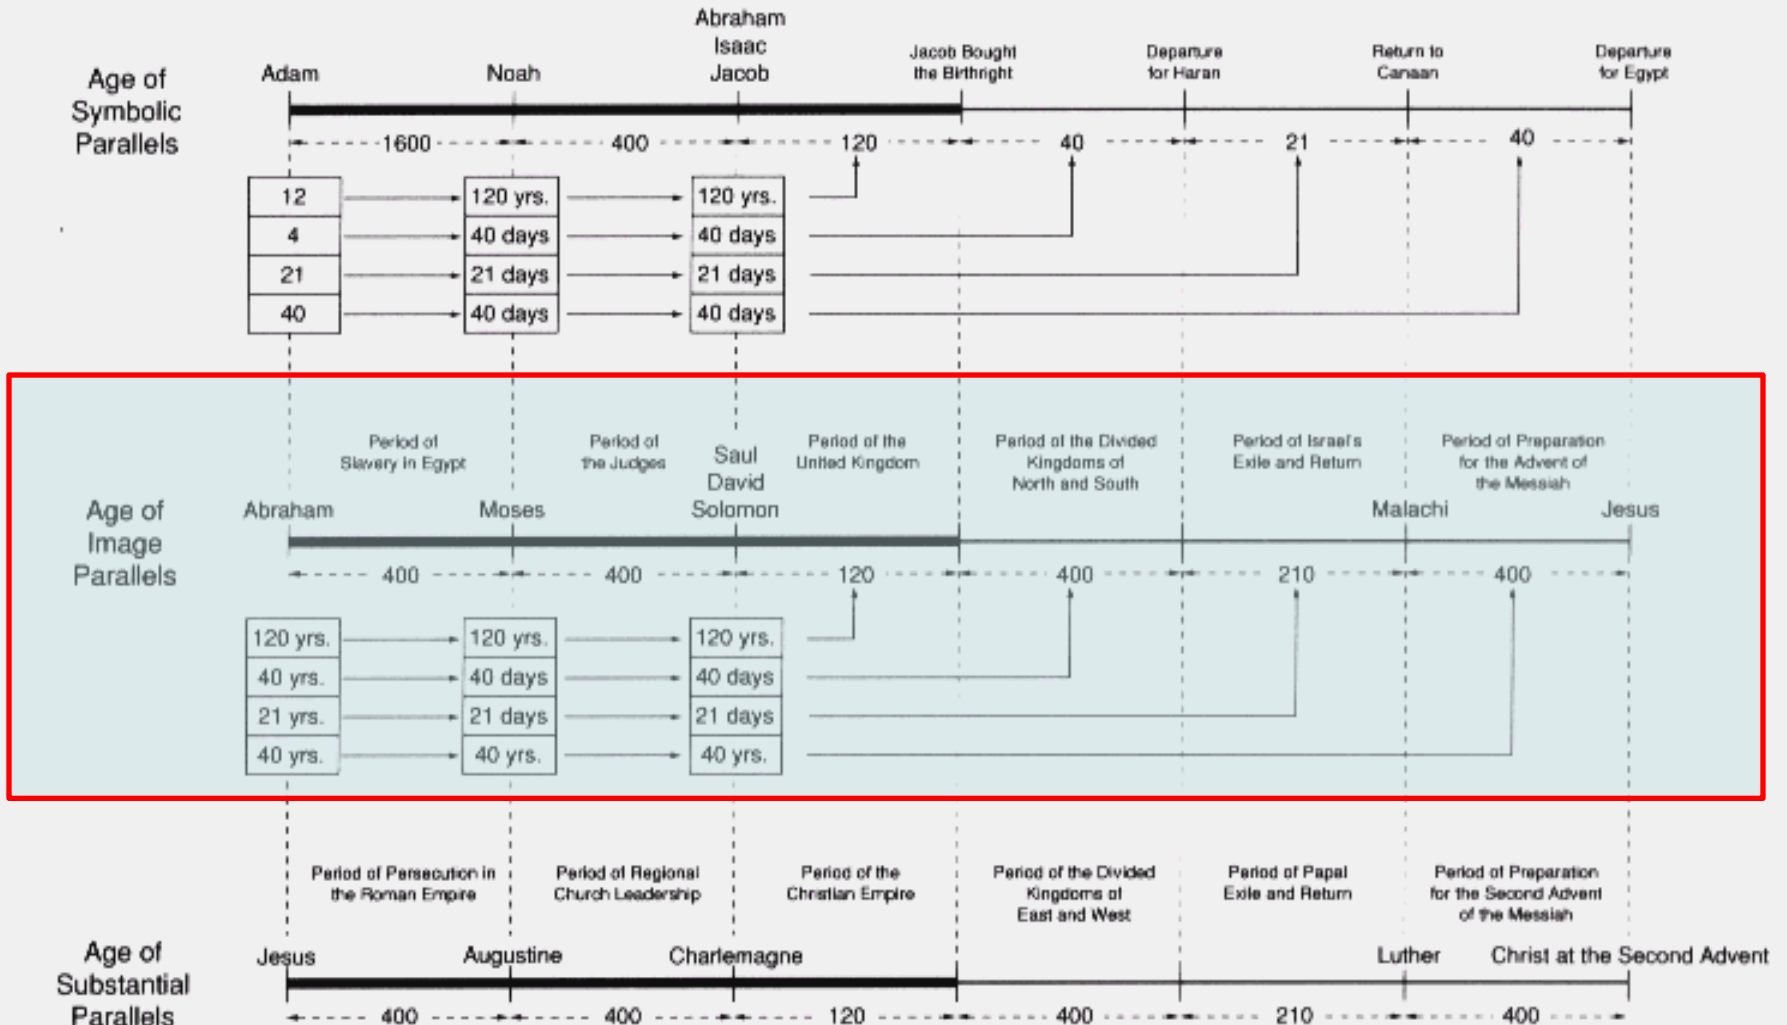 Age of
Symbolic
Parallels
Adam
Noah
Abraham
Isaac
Jacob
Jacob Bought
the Birthright
Departure
for Haran
Return to
Canaan
Departure
for Egypt
1600
400
120
40
21
40
12
120 yrs.
120 yrs.
4
40 days
40 days
21
21 days
21 days
40
40 days
40 days
Period of
Slavery in Egypt
Period of
the Judges
Period of the
United Kingdom
Period of the Divided
Kingdoms of
North and South
Period of Israel's
Exile and Return
Period of Preparation
for the Advent of
the Messiah
Age of
Image
Parallels
Abraham
Moses
Saul
David
Solomon
Malachi
Jesus
400
400
120
400
210
400
120 yrs.
120 yrs.
120 yrs.
40 yrs.
40 days
40 days
21 yrs.
21 days
21 days
40 yrs.
40 yrs.
40 yrs.
Period of Persecution in
the Roman Empire
Period of Regional
Church Leadership
Period of the
Christian Empire
Period of the Divided
Kingdoms of
East and West
Period of Papal
Exile and Return
Period of Preparation
for the Second Advent
of the Messiah
Age of
Substantial
Parallels
Jesus
Augustine
Charlemagne
Luther
Christ at the Second Advent
400
400
120
400
210
400